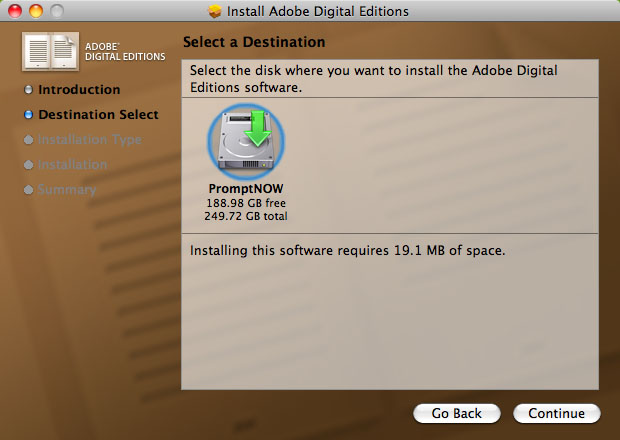 Install Adobe Digital Editions
ADOBE®
DIGITAL EDITIONS
Select a Destination
Introduction
Destination Select
Installation Type
Installation
Summary
Select the disk where you want to install the Adobe Digital
Editions software.
PromptNOW
188.98 GB free
249.72 GB total
Installing this software requires 19.1 MB of space.
Go Back
Continue